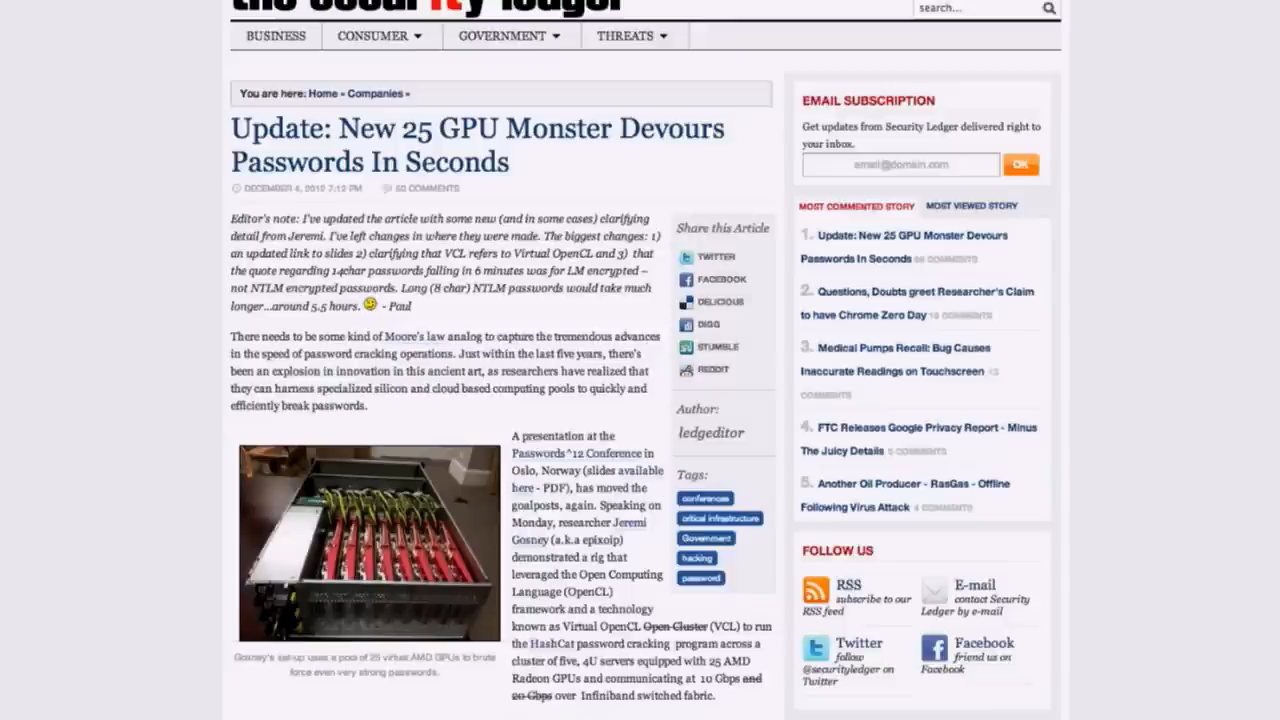 the securITy ledger
search...
BUSINESS
CONSUMER
GOVERNMENT
THREATS
You are here: Home » Companies »
Update: New 25 GPU Monster Devours
Passwords In Seconds
DECEMBER 4, 2012 7:12 PM
60 COMMENTS
Editor's note: I've updated the article with some new (and in some cases) clarifying
detail from Jeremi. I've left changes in where they were made. The biggest changes: 1)
an updated link to slides 2) clarifying that VCL refers to Virtual OpenCL and 3) that
the quote regarding 14char passwords falling in 6 minutes was for LM encrypted –
not NTLM encrypted passwords. Long (8 char) NTLM passwords would take much
longer…around 5.5 hours. - Paul
There needs to be some kind of Moore's law analog to capture the tremendous advances
in the speed of password cracking operations. Just within the last five years, there's
been an explosion in innovation in this ancient art, as researchers have realized that
they can harness specialized silicon and cloud based computing pools to quickly and
efficiently break passwords.
Gosney's set-up uses a pool of 25 virtual AMD GPUs to brute
force even very strong passwords.
A presentation at the
Passwords^12 Conference in
Oslo, Norway (slides available
here - PDF), has moved the
goalposts, again. Speaking on
Monday, researcher Jeremi
Gosney (a.k.a epixoip)
demonstrated a rig that
leveraged the Open Computing
Language (OpenCL)
framework and a technology
known as Virtual OpenCL Open Cluster (VCL) to run
the HashCat password cracking program across a
cluster of five, 4U servers equipped with 25 AMD
Radeon GPUs and communicating at 10 Gbps and
20 Gbps over Infiniband switched fabric.
Share this Article
TWITTER
FACEBOOK
DELICIOUS
DIGG
STUMBLE
REDDIT
Author:
ledgeditor
Tags:
conferences
critical infrastructure
Government
hacking
password
EMAIL SUBSCRIPTION
Get updates from Security Ledger delivered right to
your inbox.
email@domain.com
OK
MOST COMMENTED STORY
MOST VIEWED STORY
1. Update: New 25 GPU Monster Devours
Passwords In Seconds COMMENTS
2. Questions, Doubts greet Researcher's Claim
to have Chrome Zero Day COMMENTS
3. Medical Pumps Recall: Bug Causes
Inaccurate Readings on Touchscreen
COMMENTS
4. FTC Releases Google Privacy Report - Minus
The Juicy Details COMMENTS
5. Another Oil Producer - RasGas - Offline
Following Virus Attack 4 COMMENTS
FOLLOW US
RSS
subscribe to our
RSS feed
E-mail
contact Security
Ledger by e-mail
Twitter
follow
@securityledger on
Twitter
Facebook
friend us on
Facebook